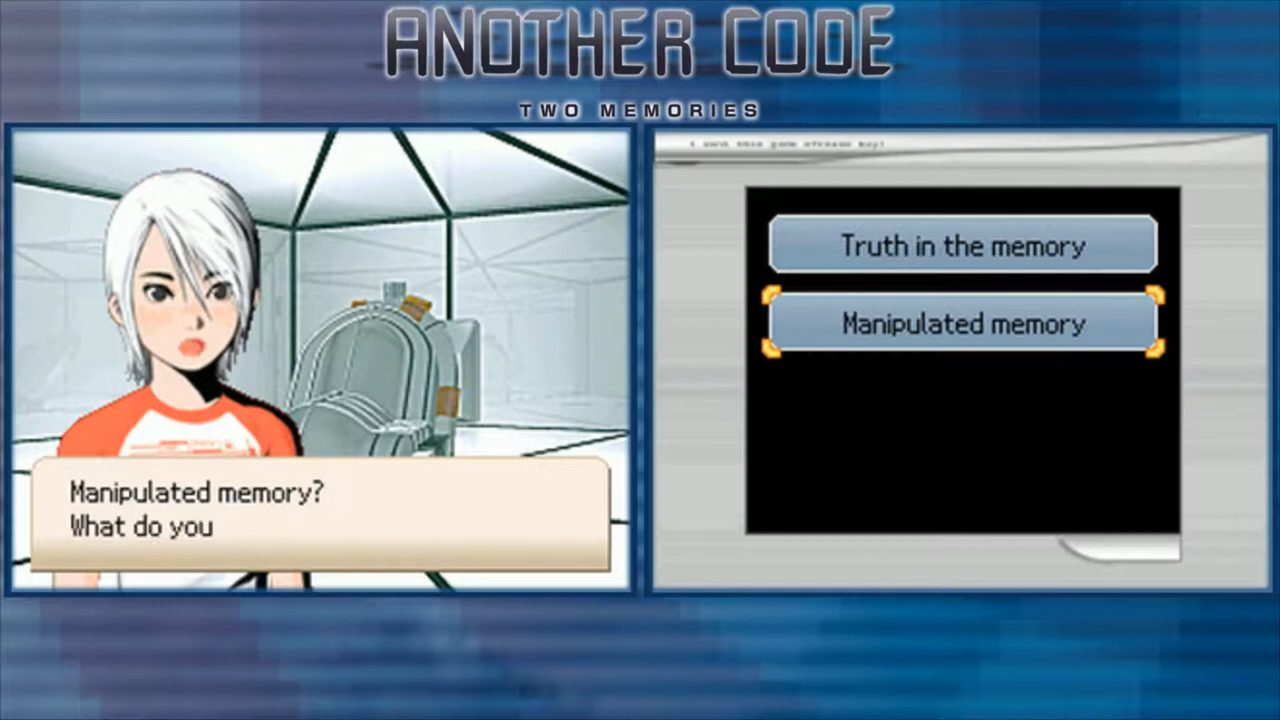 ANOTHER CODE
TWO MEMORIES
Truth in the memory
Manipulated memory
Manipulated memory?
What do you